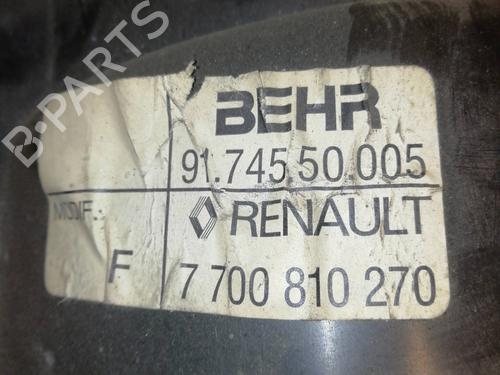 B-PARTS
BEHR
91.745.50.005
MODIF.:
RENAULT
F
7 700 810 270